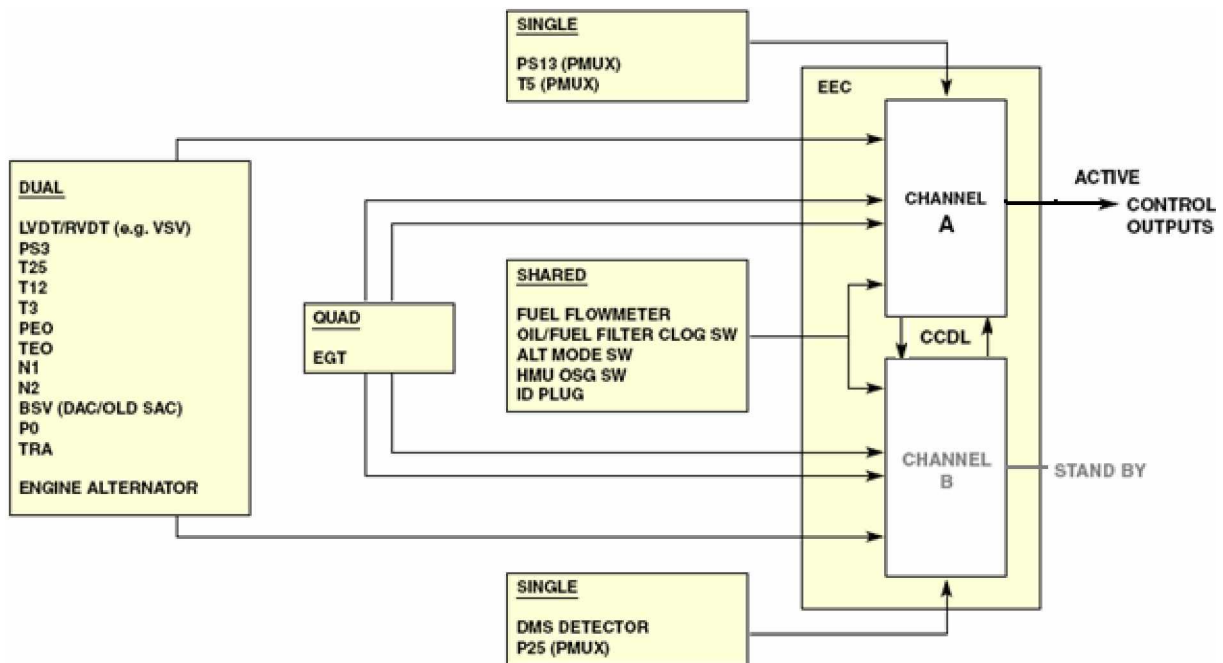 SINGLE
PS13 (PMUX)
T5 (PMUX)
EEC
DUAL
LVDT/RVDT (e.g. VSV)
PS3
T25
T12
T3
PEO
TEO
N1
N2
BSV (DAC/OLD SAC)
P0
TRA
ENGINE ALTERNATOR
QUAD
EGT
SHARED
FUEL FLOWMETER
OIL/FUEL FILTER CLOG SW
ALT MODE SW
HMU OSG SW
ID PLUG
CHANNEL
A
ACTIVE
CONTROL
OUTPUTS
CCDL
CHANNEL
B
STAND BY
SINGLE
DMS DETECTOR
P25 (PMUX)